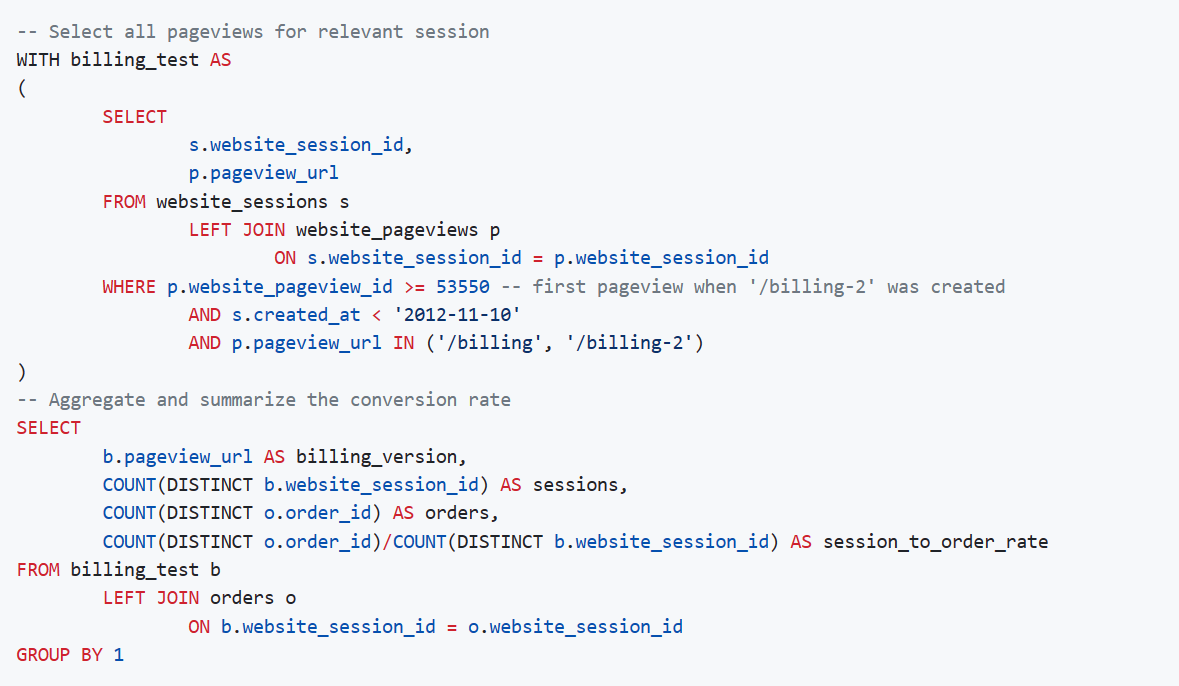 -- Select all pageviews for relevant session
WITH billing_test AS
(
SELECT
s.website_session_id,
p.pageview_url
FROM website_sessions s
LEFT JOIN website_pageviews p
ON s.website_session_id = p.website_session_id
WHERE p.website_pageview_id >= 53550 -- first pageview when '/billing-2' was created
AND s.created_at < '2012-11-10'
AND p.pageview_url IN ('/billing', '/billing-2')
)
-- Aggregate and summarize the conversion rate
SELECT
b.pageview_url AS billing_version,
COUNT(DISTINCT b.website_session_id) AS sessions,
COUNT(DISTINCT o.order_id) AS orders,
COUNT(DISTINCT o.order_id)/COUNT(DISTINCT b.website_session_id) AS session_to_order_rate
FROM billing_test b
LEFT JOIN orders o
ON b.website_session_id = o.website_session_id
GROUP BY 1